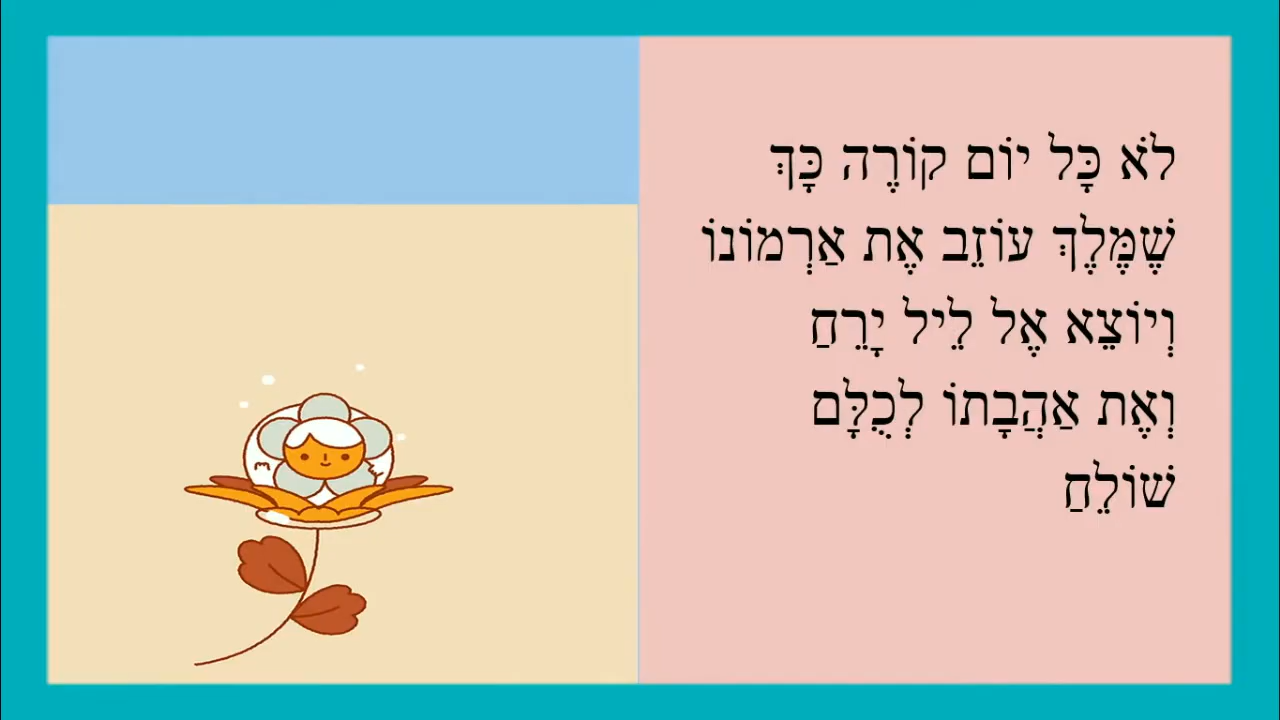 לֹא כָּל יוֹם קוֹרֶה כָּךְ
שֶׁמֶּלֶךְ עוֹזֵב אֶת אַרְמוֹנוֹ
וְיוֹצֵא אֶל לֵיל יָרֵחַ
וְאֶת אַהֲבָתוֹ לְכֻלָּם
שׁוֹלֵחַ